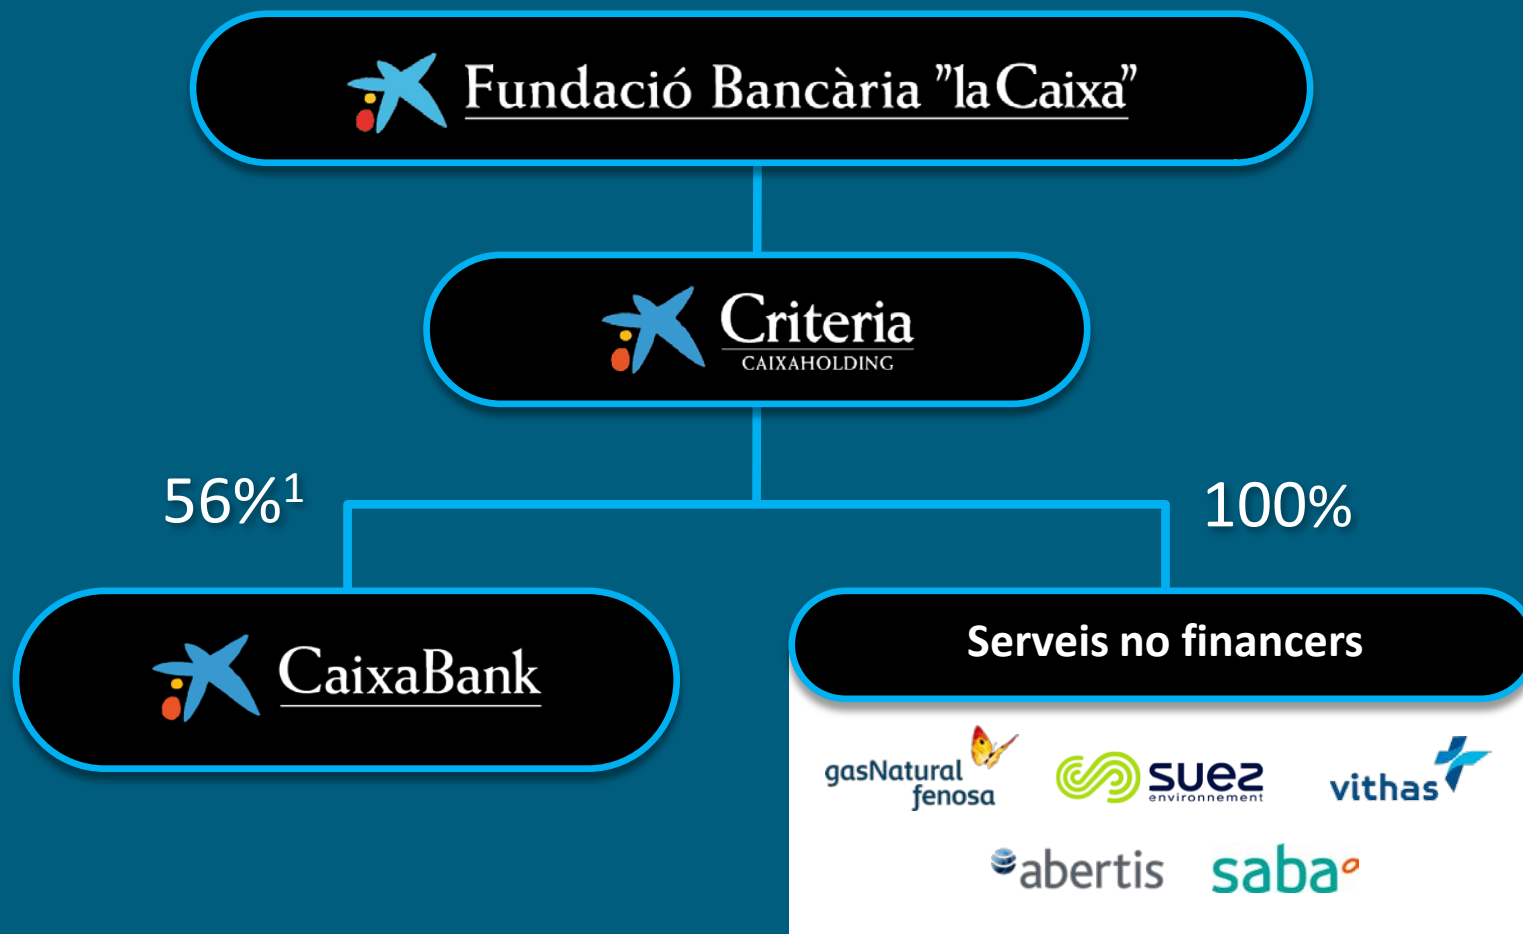 Fundació Bancària "la Caixa"
Criteria
CAIXAHOLDING
56%¹
100%
CaixaBank
Serveis no financers
gasNatural
fenosa
suez
environnement
vithas
abertis
saba